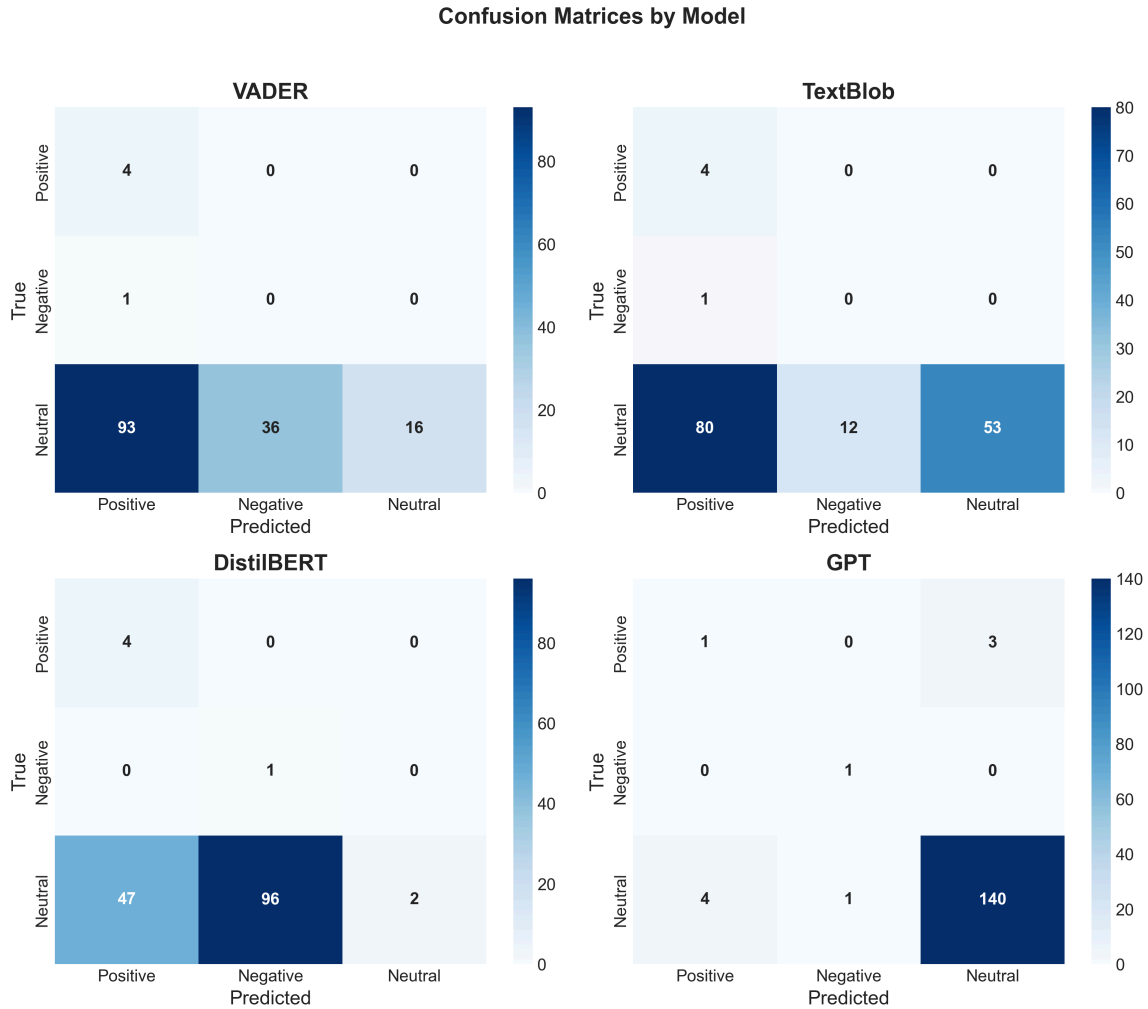 Confusion Matrices by Model
VADER
Positive 4 0 0
Negative 1 0 0
Neutral 93 36 16
True
Positive Negative Neutral
Predicted
80
60
40
20
0
TextBlob
Positive 4 0 0
Negative 1 0 0
Neutral 80 12 53
True
Positive Negative Neutral
Predicted
80
70
60
50
40
30
20
10
0
DistilBERT
Positive 4 0 0
Negative 0 1 0
Neutral 47 96 2
True
Positive Negative Neutral
Predicted
80
60
40
20
0
GPT
Positive 1 0 3
Negative 0 1 0
Neutral 4 1 140
True
Positive Negative Neutral
Predicted
140
120
100
80
60
40
20
0